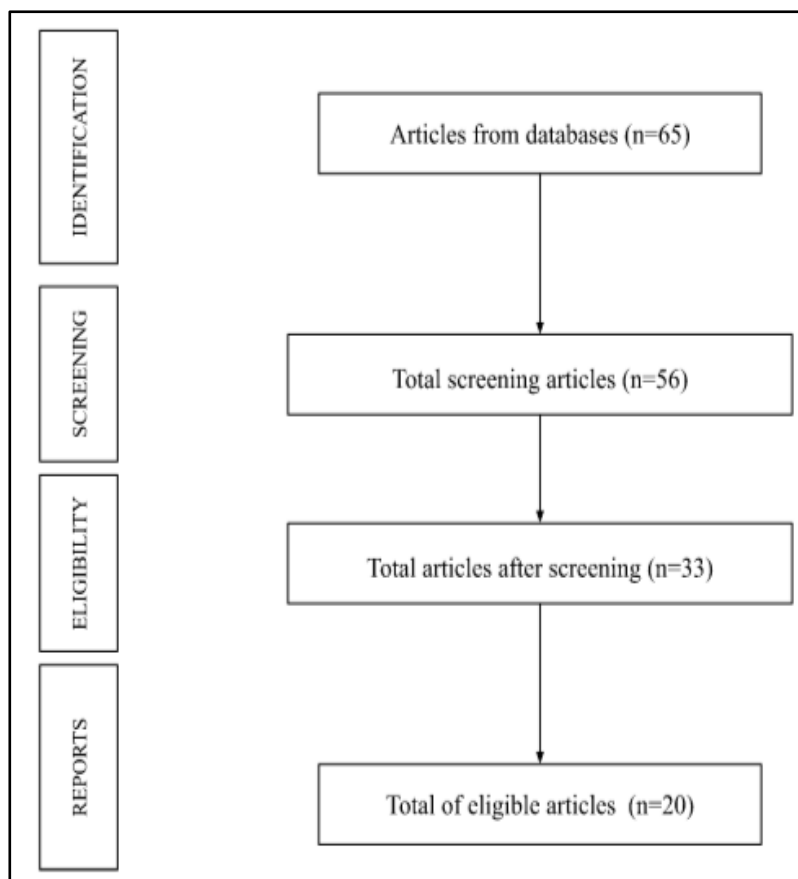 IDENTIFICATION
Articles from databases (n=65)
SCREENING
Total screening articles (n=56)
ELIGIBILITY
Total articles after screening (n=33)
REPORTS
Total of eligible articles (n=20)